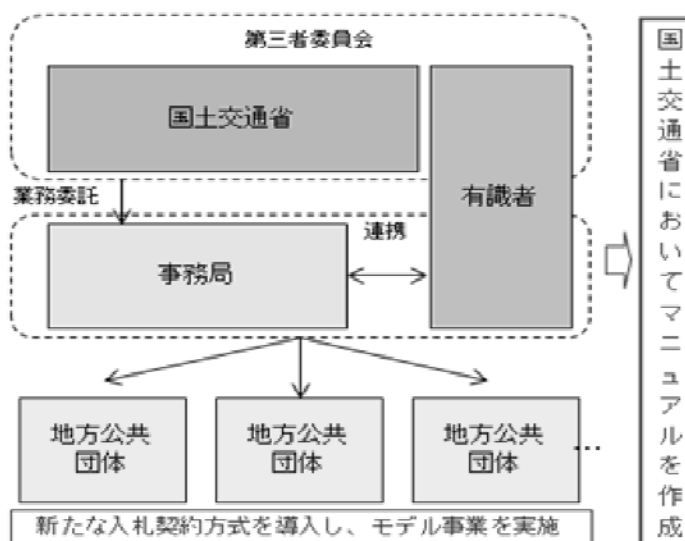 第三者委員会
国土交通省
有識者
業務委託
連携
事務局
地方公共
団体
地方公共
団体
地方公共
団体
…
新たな入札契約方式を導入し、モデル事業を実施
国土交通省においてマニュアルを作成